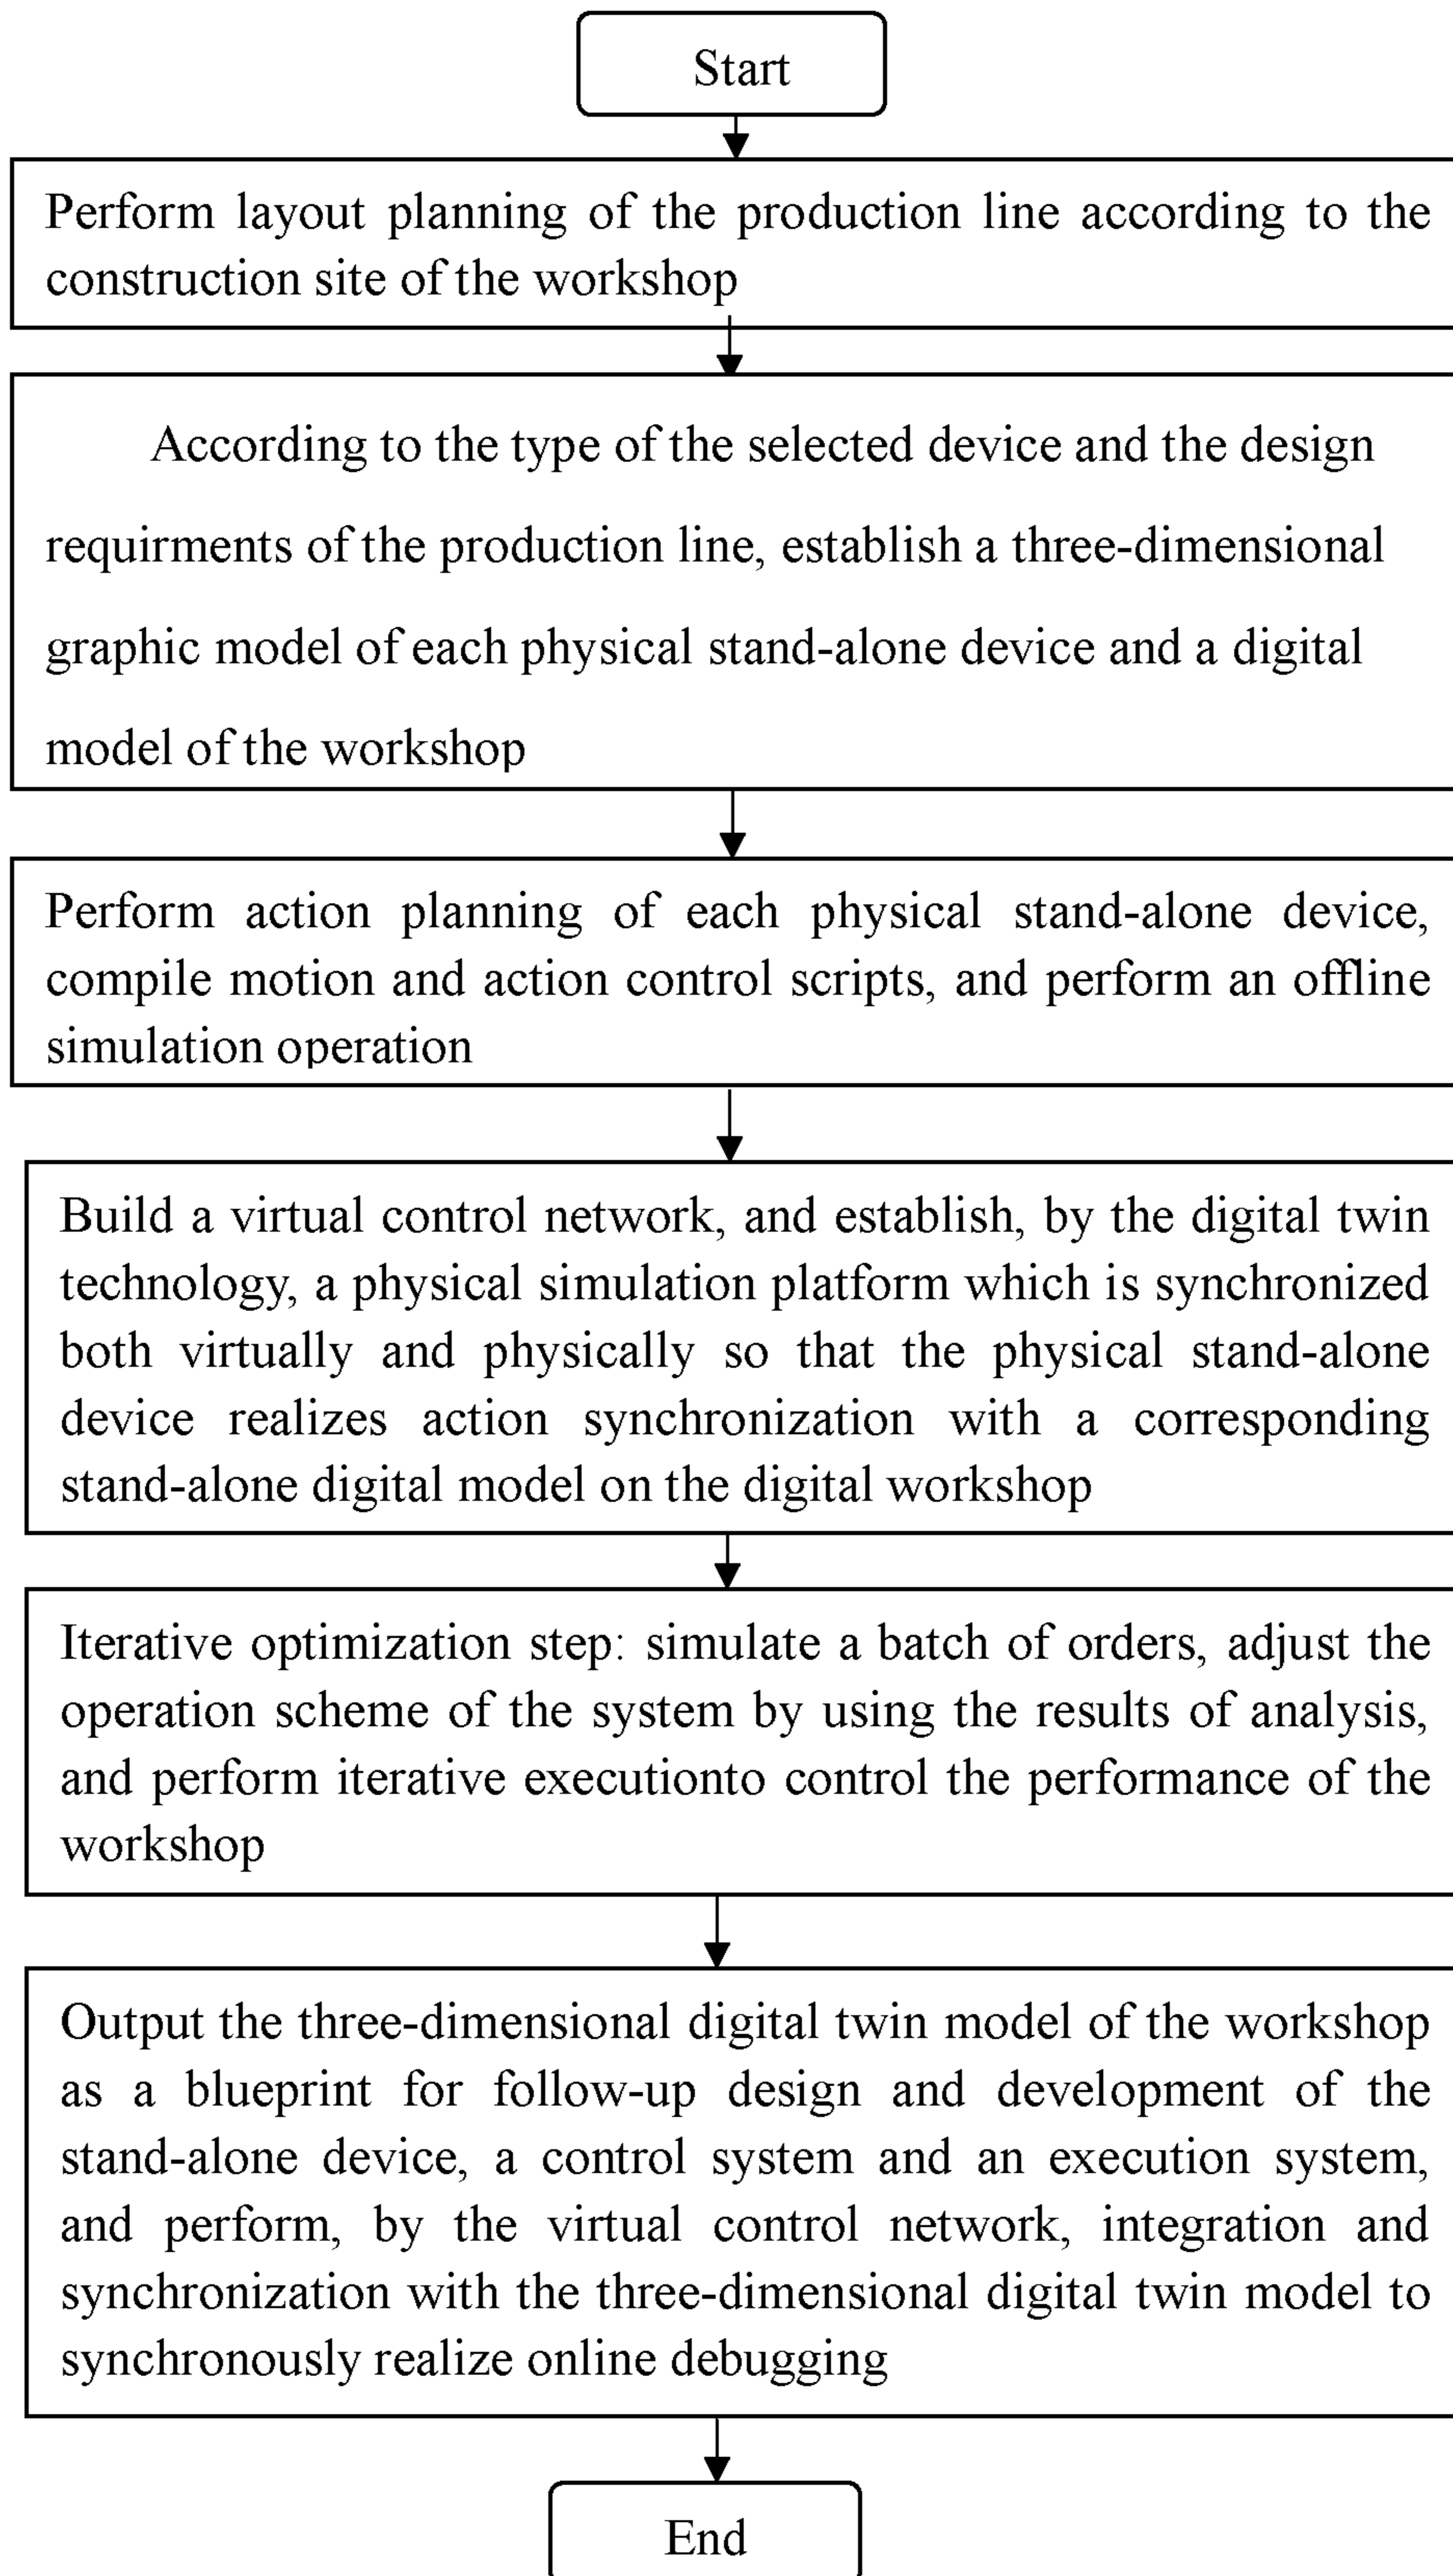 Start
Perform layout planning of the production line according to the
construction site of the workshop
According to the type of the selected device and the design
requirments of the production line, establish a three-dimensional
graphic model of each physical stand-alone device and a digital
model of the workshop
Perform action planning of each physical stand-alone device,
compile motion and action control scripts, and perform an offline
simulation operation
Build a virtual control network, and establish, by the digital twin
technology, a physical simulation platform which is synchronized
both virtually and physically so that the physical stand-alone
device realizes action synchronization with a corresponding
stand-alone digital model on the digital workshop
Iterative optimization step: simulate a batch of orders, adjust the
operation scheme of the system by using the results of analysis,
and perform iterative executionto control the performance of the
workshop
Output the three-dimensional digital twin model of the workshop
as a blueprint for follow-up design and development of the
stand-alone device, a control system and an execution system,
and perform, by the virtual control network, integration and
synchronization with the three-dimensional digital twin model to
synchronously realize online debugging
End